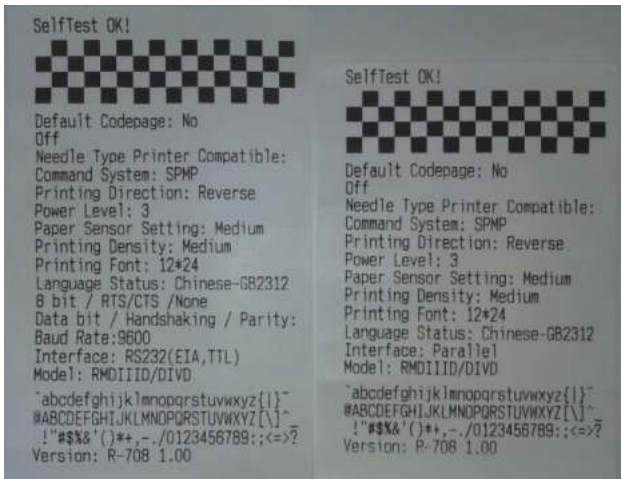 SelfTest OK!
Default Codepage: No
Off
Needle Type Printer Compatible:
Command System: SPMP
Printing Direction: Reverse
Power Level: 3
Paper Sensor Setting: Medium
Printing Density: Medium
Printing Font: 12*24
Language Status: Chinese-GB2312
8 bit / RTS/CTS /None
Data bit / Handshaking / Parity:
Baud Rate:9600
Interface: RS232(EIA,TTL)
Model: RMDIIID/DIVD
`abcdefghijklmnopqrstuvwxyz{|}~
@ABCDEFGHIJKLMNOPQRSTUVWXYZ[\]^_
!"#$%&'()*+,-./0123456789:;<=>?
Version: R-708 1.00
SelfTest OK!
Default Codepage: No
Off
Needle Type Printer Compatible:
Command System: SPMP
Printing Direction: Reverse
Power Level: 3
Paper Sensor Setting: Medium
Printing Density: Medium
Printing Font: 12*24
Language Status: Chinese-GB2312
Interface: Parallel
Model: RMDIIID/DIVD
`abcdefghijklmnopqrstuvwxyz{|}~
@ABCDEFGHIJKLMNOPQRSTUVWXYZ[\]^_
!"#$%&'()*+,-./0123456789:;<=>?
Version: R-708 1.00